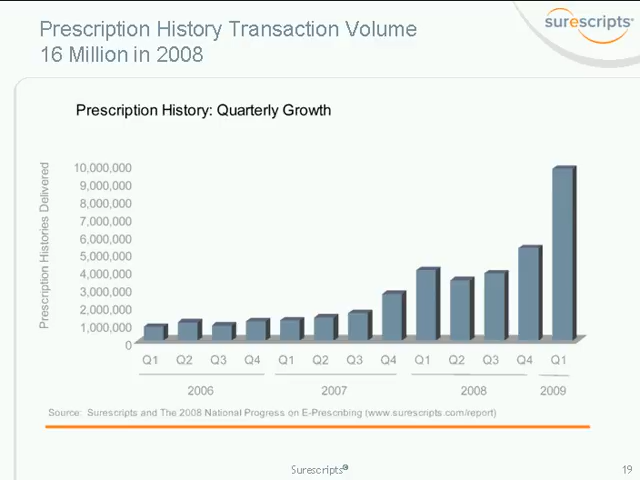 Prescription History Transaction Volume
16 Million in 2008
surescripts
Prescription History: Quarterly Growth
Prescription Histories Delivered
10,000,000
9,000,000
8,000,000
7,000,000
6,000,000
5,000,000
4,000,000
3,000,000
2,000,000
1,000,000
0
Q1 Q2 Q3 Q4 Q1 Q2 Q3 Q4 Q1 Q2 Q3 Q4 Q1
2006 2007 2008 2009
Source: Surescripts and The 2008 National Progress on E-Prescribing (www.surescripts.com/report)
Surescripts®
19